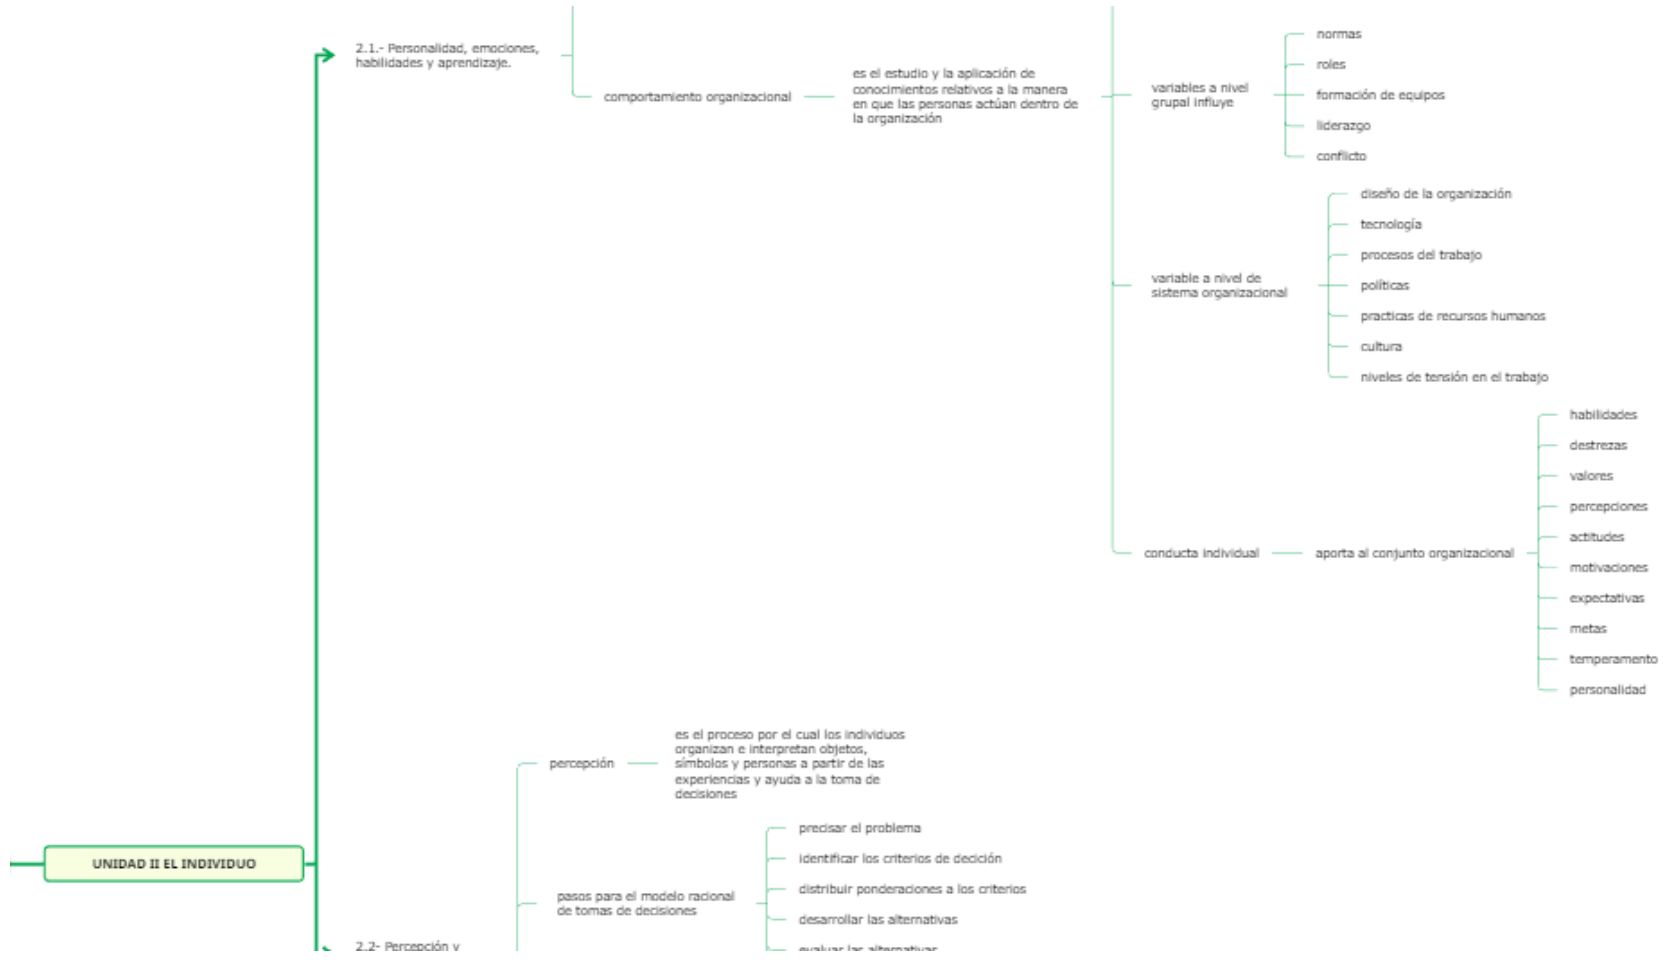 2.1.- Personalidad, emociones,
habilidades y aprendizaje.
comportamiento organizacional
es el estudio y la aplicación de
conocimientos relativos a la manera
en que las personas actúan dentro de
la organización
variables a nivel
grupal influye
normas
roles
formación de equipos
liderazgo
conflicto
variable a nivel de
sistema organizacional
diseño de la organización
tecnología
procesos del trabajo
políticas
practicas de recursos humanos
cultura
niveles de tensión en el trabajo
conducta individual
aporta al conjunto organizacional
habilidades
destrezas
valores
percepciones
actitudes
motivaciones
expectativas
metas
temperamento
personalidad
UNIDAD II EL INDIVIDUO
2.2- Percepción y
percepción
es el proceso por el cual los individuos
organizan e interpretan objetos,
símbolos y personas a partir de las
experiencias y ayuda a la toma de
decisiones
pasos para el modelo racional
de tomas de decisiones
precisar el problema
identificar los criterios de decición
distribuir ponderaciones a los criterios
desarrollar las alternativas
evaluar las alternativas